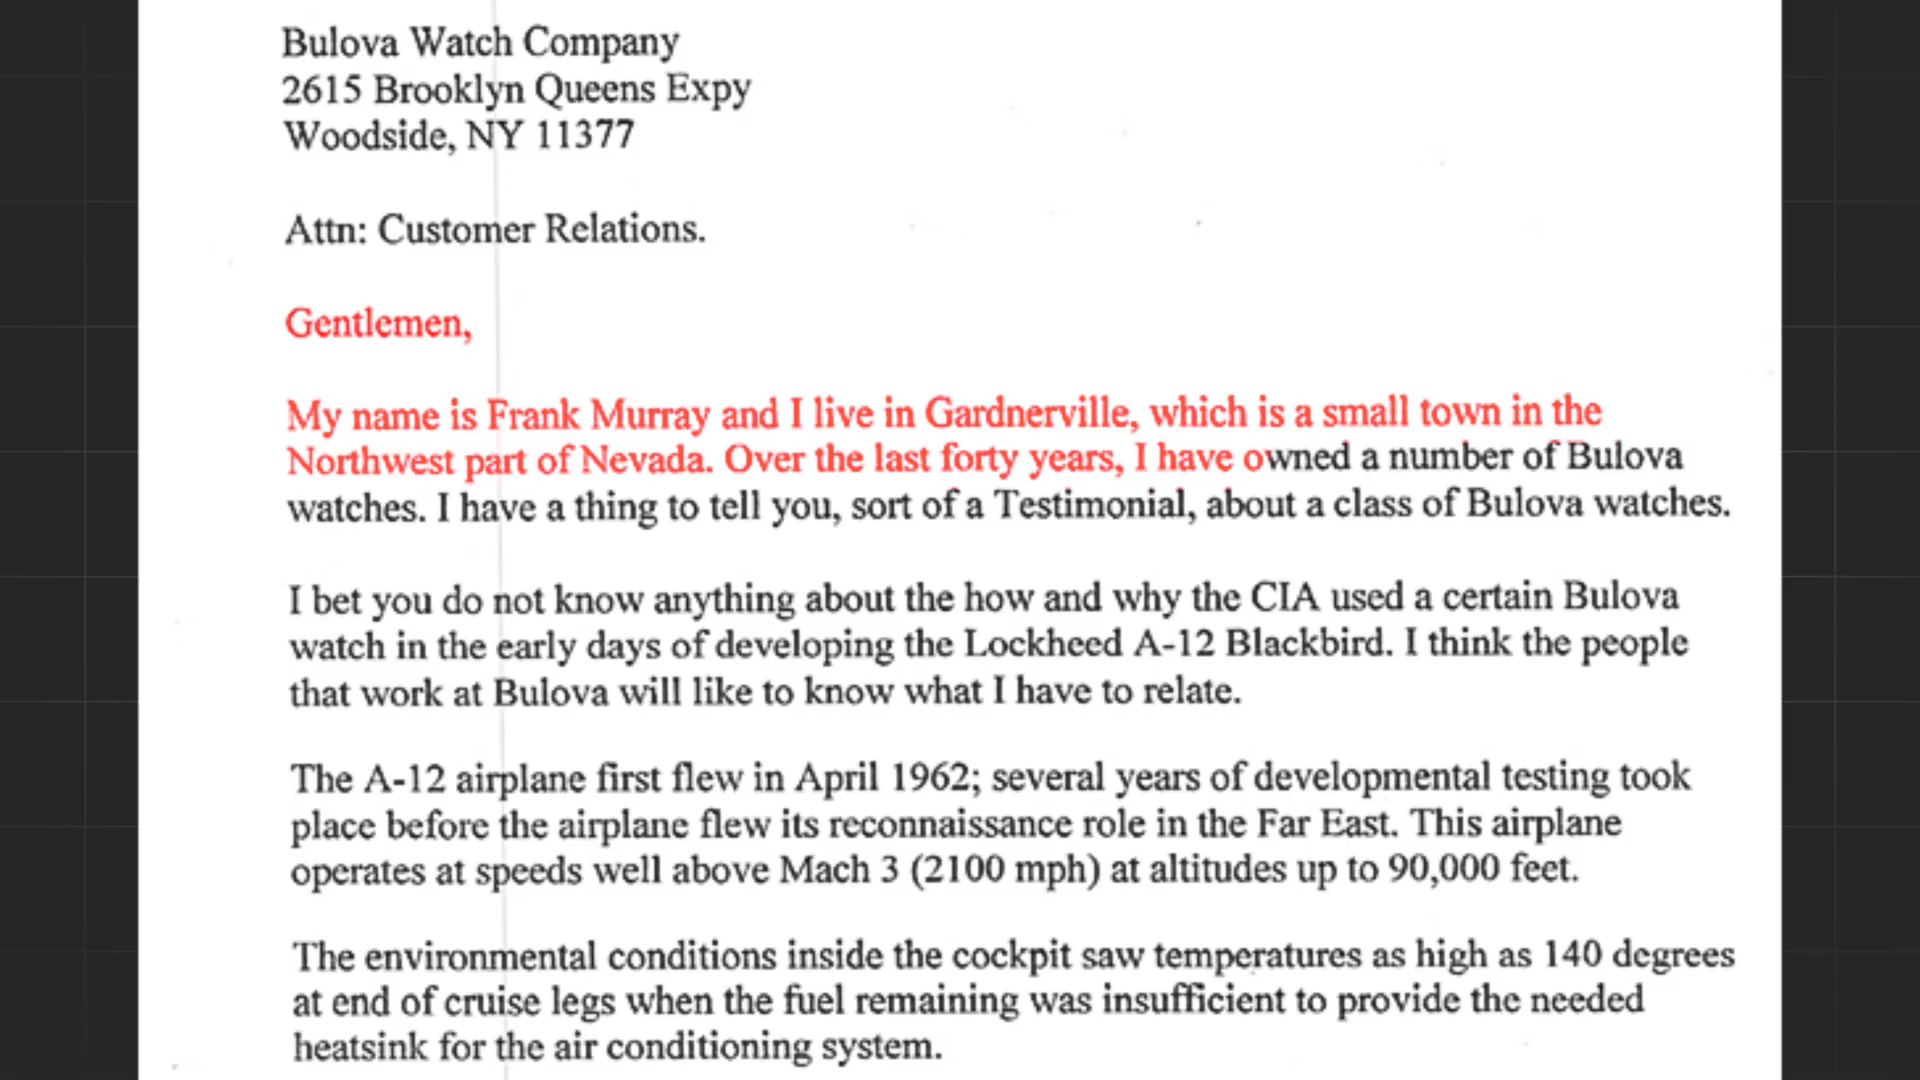 Bulova Watch Company
2615 Brooklyn Queens Expy
Woodside, NY 11377
Attn: Customer Relations.
Gentlemen,
My name is Frank Murray and I live in Gardnerville, which is a small town in the
Northwest part of Nevada. Over the last forty years, I have owned a number of Bulova
watches. I have a thing to tell you, sort of a Testimonial, about a class of Bulova watches.
I bet you do not know anything about the how and why the CIA used a certain Bulova
watch in the early days of developing the Lockheed A-12 Blackbird. I think the people
that work at Bulova will like to know what I have to relate.
The A-12 airplane first flew in April 1962; several years of developmental testing took
place before the airplane flew its reconnaissance role in the Far East. This airplane
operates at speeds well above Mach 3 (2100 mph) at altitudes up to 90,000 feet.
The environmental conditions inside the cockpit saw temperatures as high as 140 degrees
at end of cruise legs when the fuel remaining was insufficient to provide the needed
heatsink for the air conditioning system.